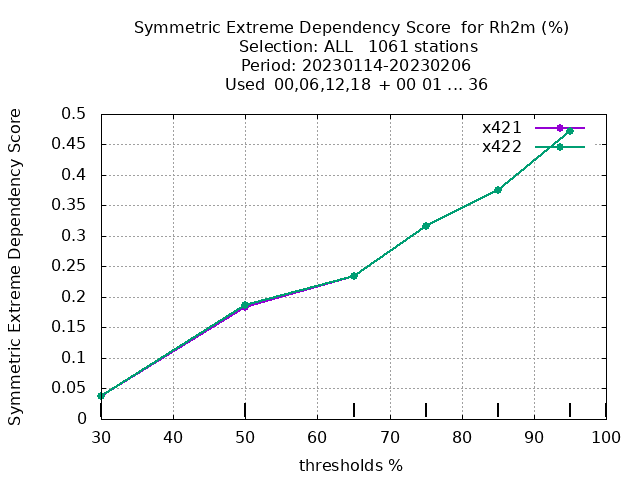 Symmetric Extreme Dependency Score for Rh2m (%)
Selection: ALL 1061 stations
Period: 20230114-20230206
Used 00,06,12,18 + 00 01 ... 36
Symmetric Extreme Dependency Score
0.5
0.45
0.4
0.35
0.3
0.25
0.2
0.15
0.1
0.05
0
x421
x422
30 40 50 60 70 80 90 100
thresholds %